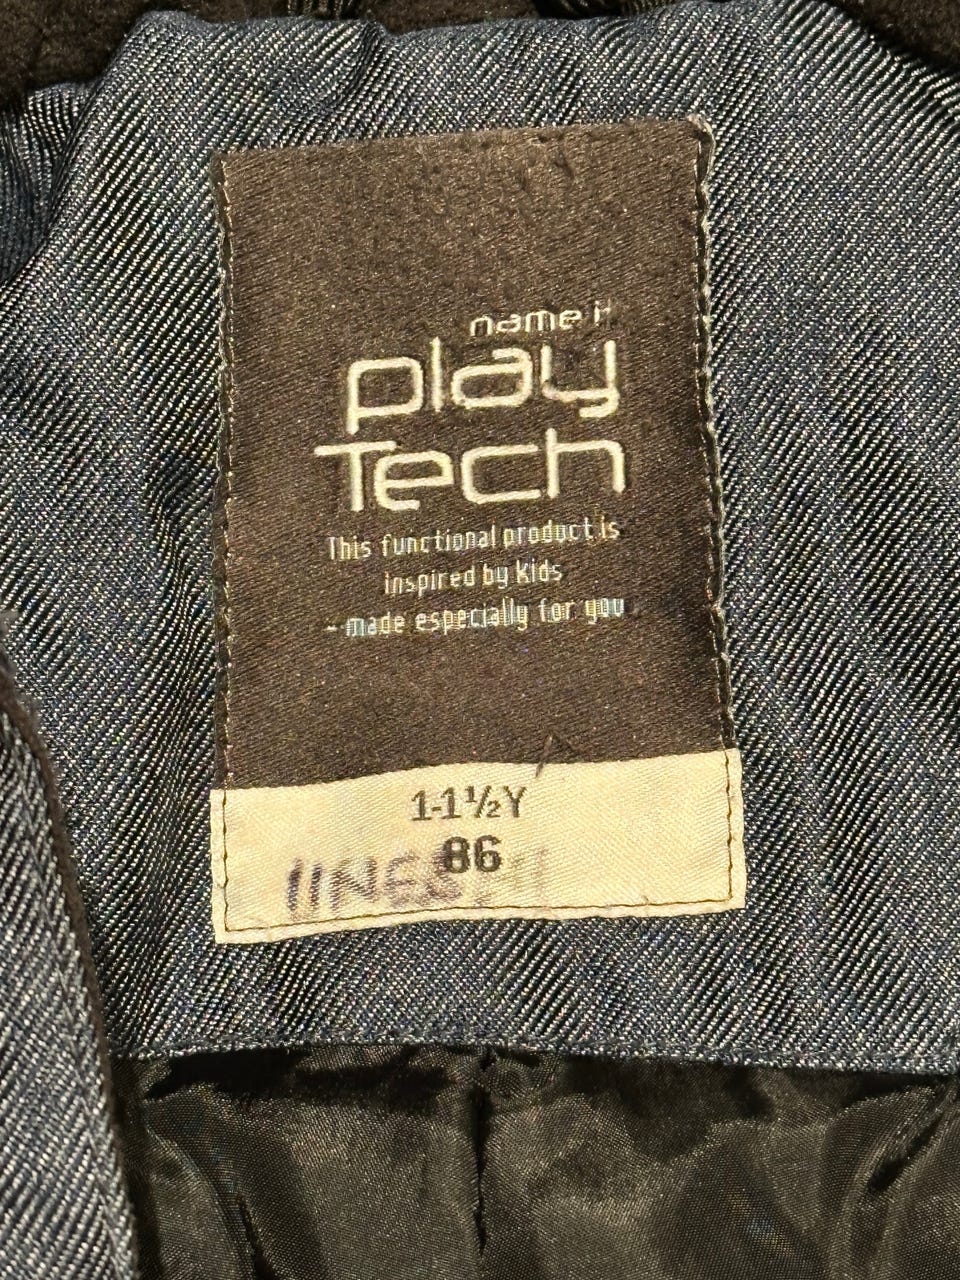 name it
play
Tech
This functional product is
inspired by kids
- made especially for you
1-1½Y
86